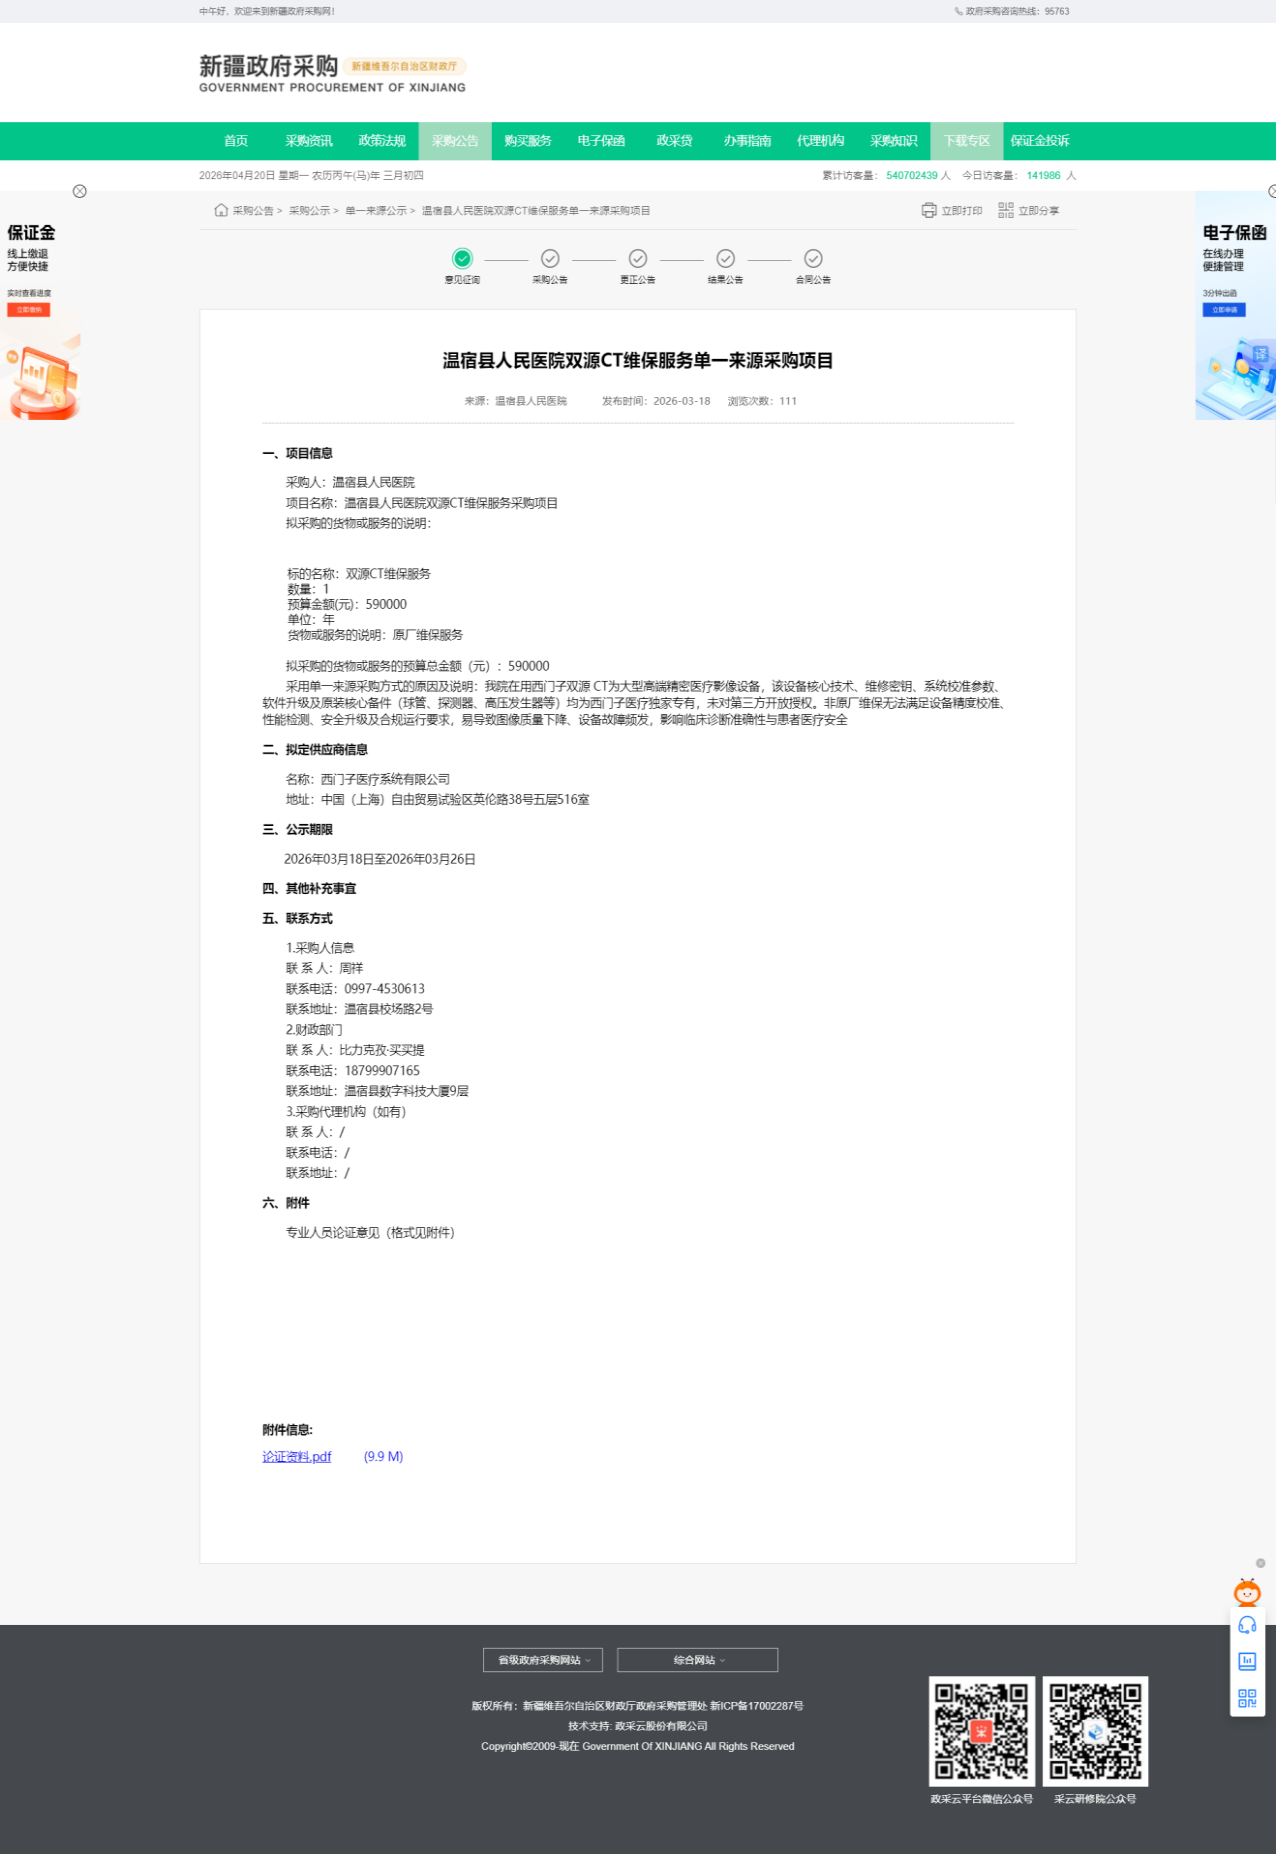 中午好，欢迎来到新疆政府采购网！
政府采购咨询热线：95763
新疆政府采购 新疆维吾尔自治区财政厅
GOVERNMENT PROCUREMENT OF XINJIANG
首页 采购资讯 政策法规 采购公告 购买服务 电子保函 政采贷 办事指南 代理机构 采购知识 下载专区 保证金投诉
2026年04月20日 星期一 农历丙午(马)年 三月初四
累计访客量： 540702439 人 今日访客量： 141986 人
采购公告 > 采购公示 > 单一来源公示 > 温宿县人民医院双源CT维保服务单一来源采购项目
立即打印 立即分享
保证金
线上缴退
方便快捷
实时查看进度
立即缴纳
电子保函
在线办理
便捷管理
3分钟出函
立即申请
译
意见征询 采购公告 更正公告 结果公告 合同公告
温宿县人民医院双源CT维保服务单一来源采购项目
来源：温宿县人民医院 发布时间：2026-03-18 浏览次数：111
一、项目信息
采购人：温宿县人民医院
项目名称：温宿县人民医院双源CT维保服务采购项目
拟采购的货物或服务的说明：
标的名称：双源CT维保服务
数量：1
预算金额(元)：590000
单位：年
货物或服务的说明：原厂维保服务
拟采购的货物或服务的预算总金额（元）：590000
采用单一来源采购方式的原因及说明：我院在用西门子双源 CT为大型高端精密医疗影像设备，该设备核心技术、维修密钥、系统校准参数、
软件升级及原装核心备件（球管、探测器、高压发生器等）均为西门子医疗独家专有，未对第三方开放授权。非原厂维保无法满足设备精度校准、
性能检测、安全升级及合规运行要求，易导致图像质量下降、设备故障频发，影响临床诊断准确性与患者医疗安全
二、拟定供应商信息
名称：西门子医疗系统有限公司
地址：中国（上海）自由贸易试验区英伦路38号五层516室
三、公示期限
2026年03月18日至2026年03月26日
四、其他补充事宜
五、联系方式
1.采购人信息
联 系 人：周祥
联系电话：0997-4530613
联系地址：温宿县校场路2号
2.财政部门
联 系 人：比力克孜·买买提
联系电话：18799907165
联系地址：温宿县数字科技大厦9层
3.采购代理机构（如有）
联 系 人：/
联系电话：/
联系地址：/
六、附件
专业人员论证意见（格式见附件）
附件信息:
论证资料.pdf (9.9 M)
省级政府采购网站 综合网站
版权所有：新疆维吾尔自治区财政厅政府采购管理处 新ICP备17002287号
技术支持: 政采云股份有限公司
Copyright©2009-现在 Government Of XINJIANG All Rights Reserved
政采云平台微信公众号 采云研修院公众号